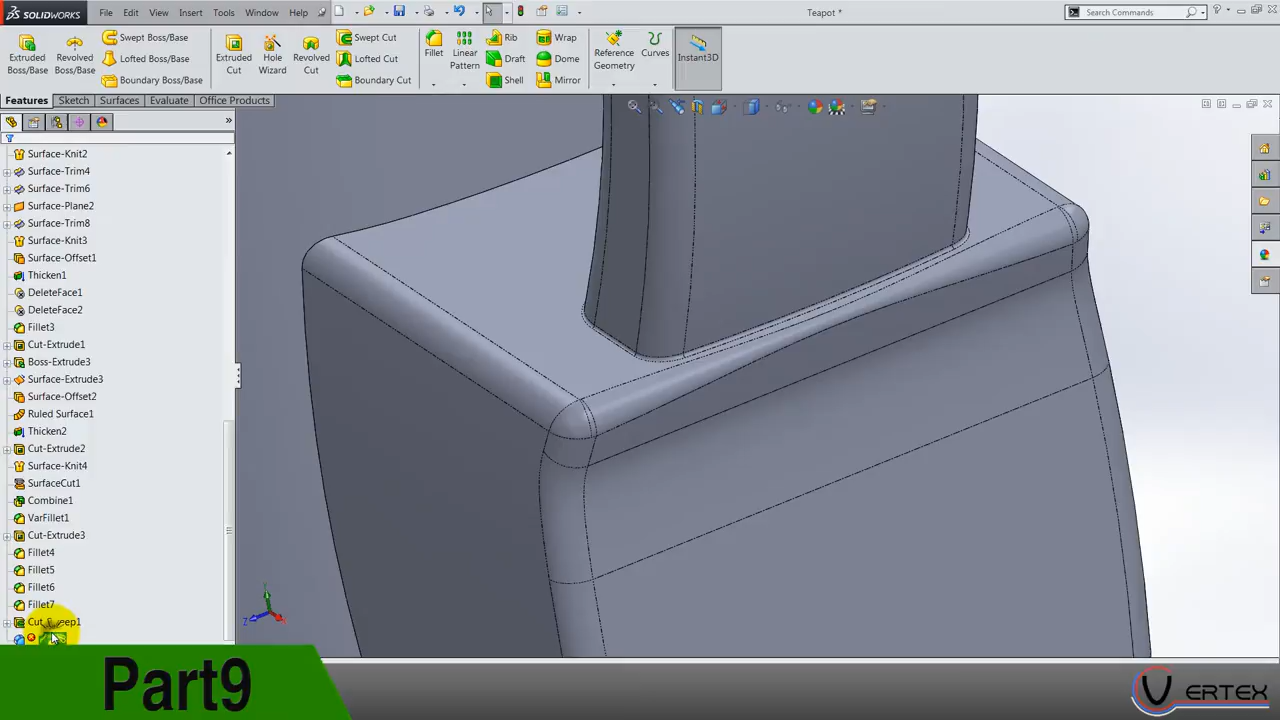 SOLIDWORKS
File
Edit
View
Insert
Tools
Window
Help
Teapot *
Search Commands
Extruded Boss/Base
Revolved Boss/Base
Swept Boss/Base
Lofted Boss/Base
Boundary Boss/Base
Extruded Cut
Hole Wizard
Revolved Cut
Swept Cut
Lofted Cut
Boundary Cut
Fillet
Linear Pattern
Rib
Draft
Shell
Wrap
Dome
Mirror
Reference Geometry
Curves
Instant3D
Features
Sketch
Surfaces
Evaluate
Office Products
Surface-Knit2
Surface-Trim4
Surface-Trim6
Surface-Plane2
Surface-Trim8
Surface-Knit3
Surface-Offset1
Thicken1
DeleteFace1
DeleteFace2
Fillet3
Cut-Extrude1
Boss-Extrude3
Surface-Extrude3
Surface-Offset2
Ruled Surface1
Thicken2
Cut-Extrude2
Surface-Knit4
SurfaceCut1
Combine1
VarFillet1
Cut-Extrude3
Fillet4
Fillet5
Fillet6
Fillet7
Y
Z
Part9
V ERTEX